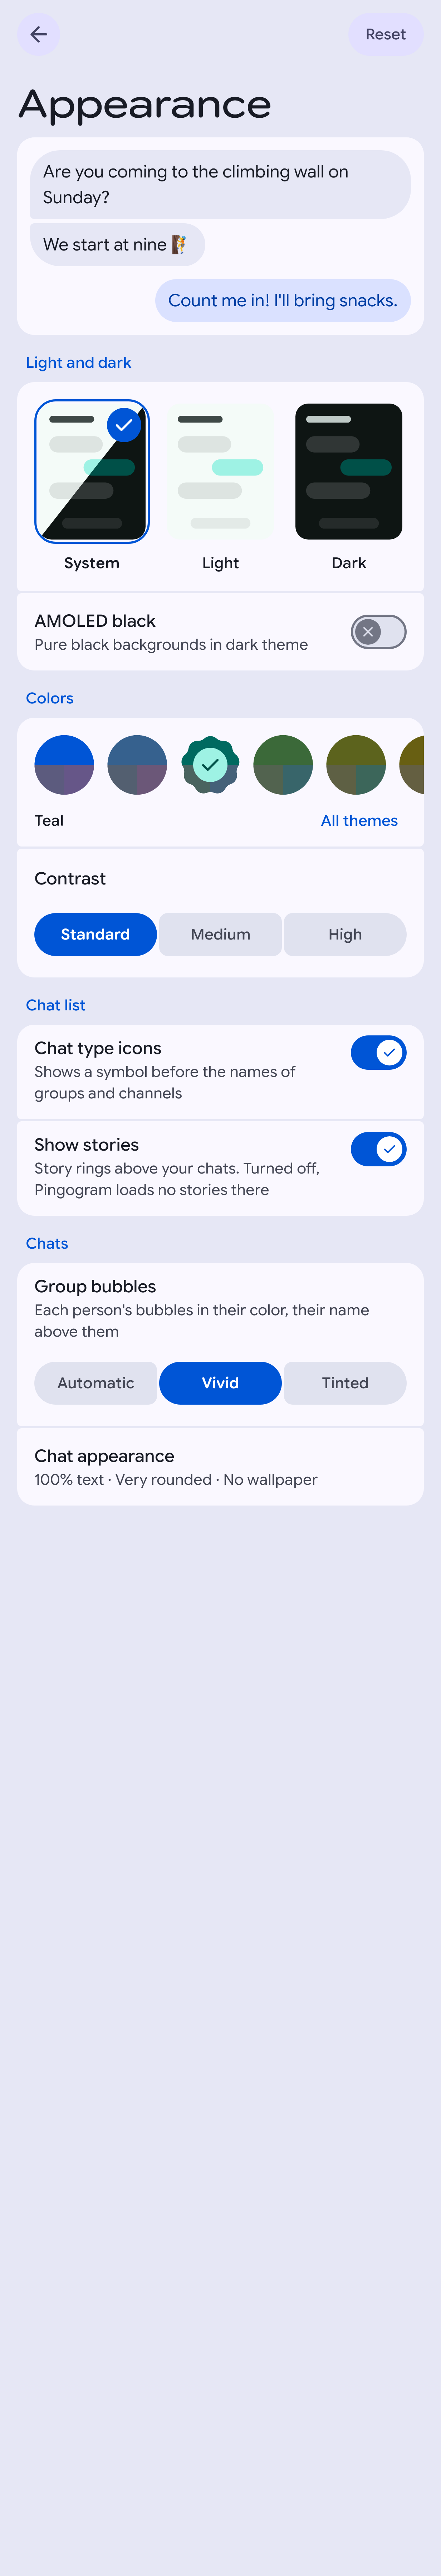 Reset
Appearance
Are you coming to the climbing wall on
Sunday?
We start at nine 🧗
Count me in! I'll bring snacks.
Light and dark
System
Light
Dark
AMOLED black
Pure black backgrounds in dark theme
Colors
Teal
All themes
Contrast
Standard
Medium
High
Chat list
Chat type icons
Shows a symbol before the names of
groups and channels
Show stories
Story rings above your chats. Turned off,
Pingogram loads no stories there
Chats
Group bubbles
Each person's bubbles in their color, their name
above them
Automatic
Vivid
Tinted
Chat appearance
100% text · Very rounded · No wallpaper